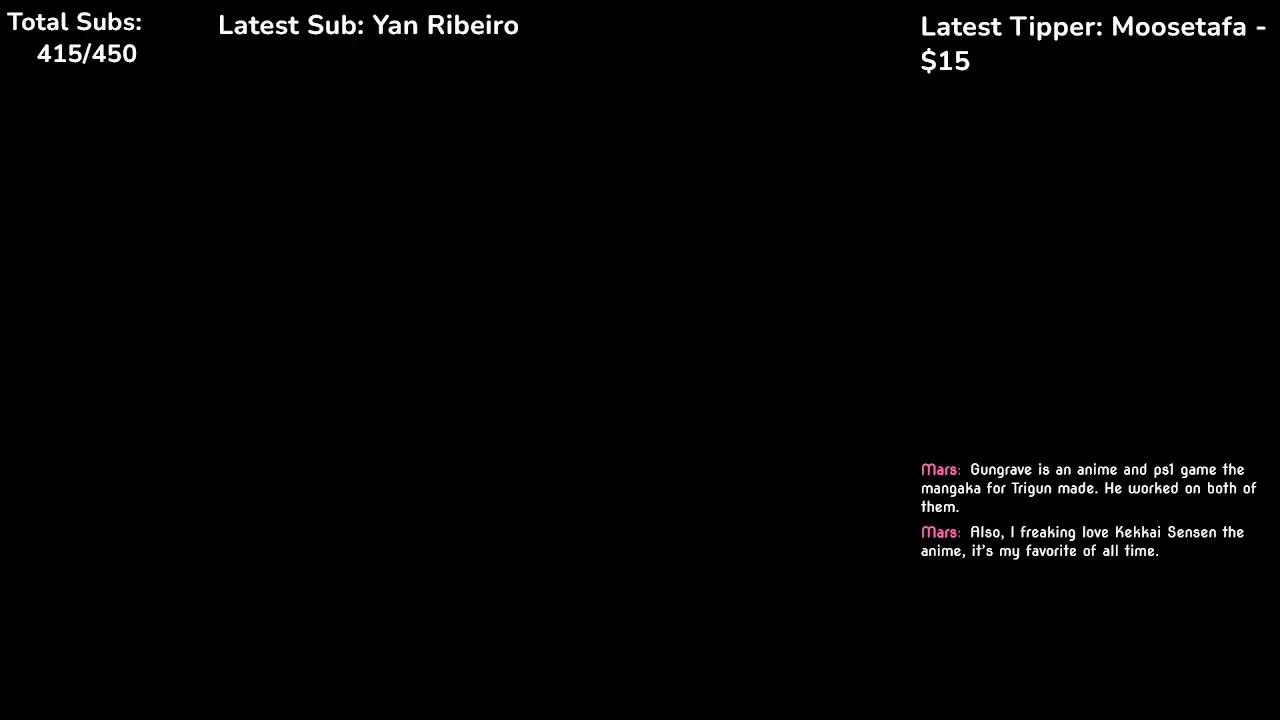 Total Subs:
415/450
Latest Sub: Yan Ribeiro
Latest Tipper: Moosetafa -
$15
Mars: Gungrave is an anime and ps1 game the
mangaka for Trigun made. He worked on both of
them.
Mars: Also, I freaking love Kekkai Sensen the
anime, it's my favorite of all time.